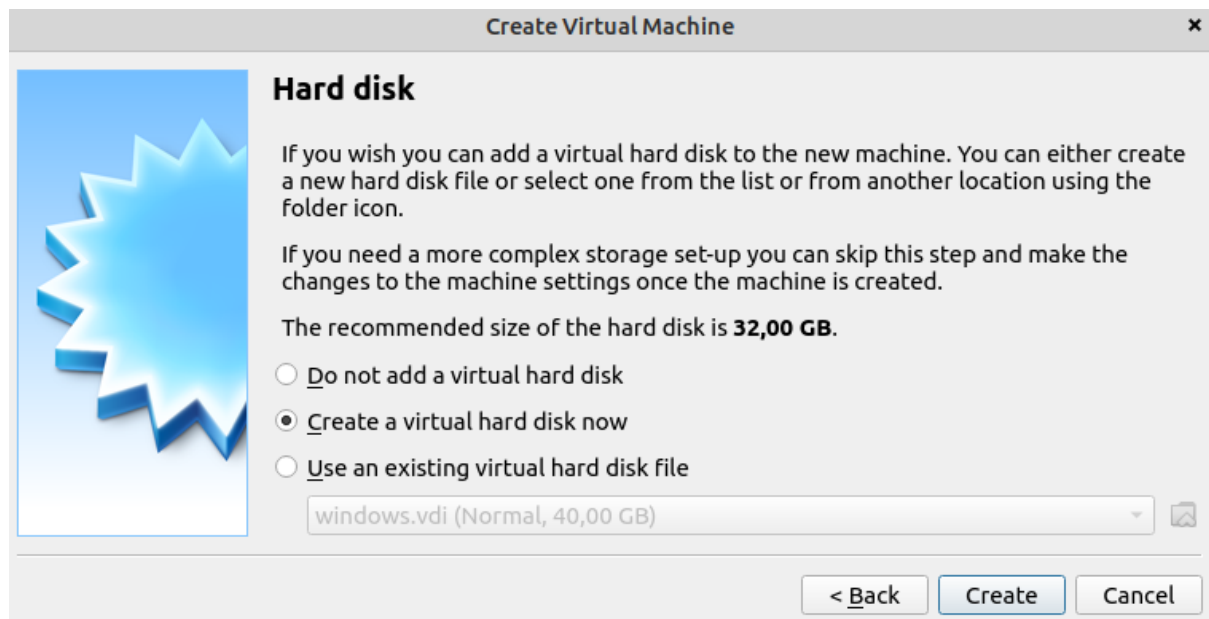 Create Virtual Machine
Hard disk
If you wish you can add a virtual hard disk to the new machine. You can either create
a new hard disk file or select one from the list or from another location using the
folder icon.
If you need a more complex storage set-up you can skip this step and make the
changes to the machine settings once the machine is created.
The recommended size of the hard disk is 32,00 GB.
Do not add a virtual hard disk
Create a virtual hard disk now
Use an existing virtual hard disk file
windows.vdi (Normal, 40,00 GB)
< Back Create Cancel